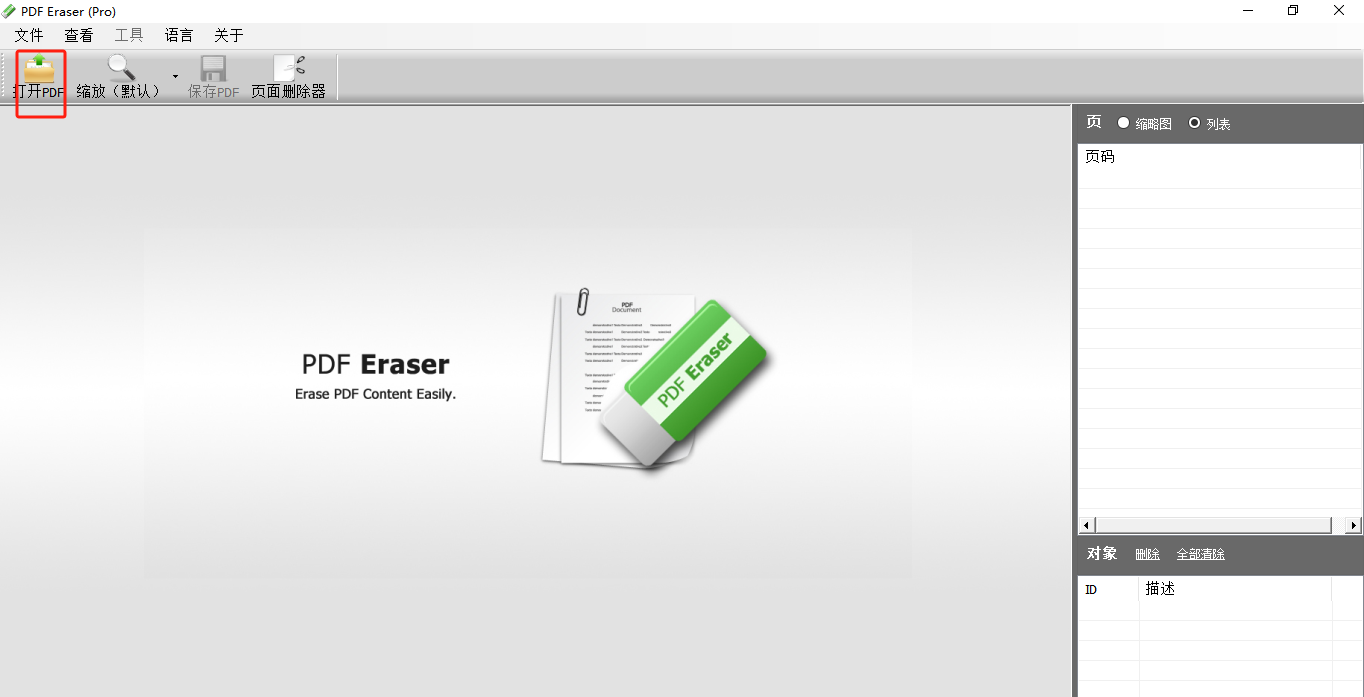 PDF Eraser (Pro)
文件 查看 工具 语言 关于
打开PDF 缩放（默认） 保存PDF 页面删除器
页 缩略图 列表
页码
PDF Eraser
Erase PDF Content Easily.
PDF
Document
PDF Eraser
对象 删除 全部清除
ID 描述